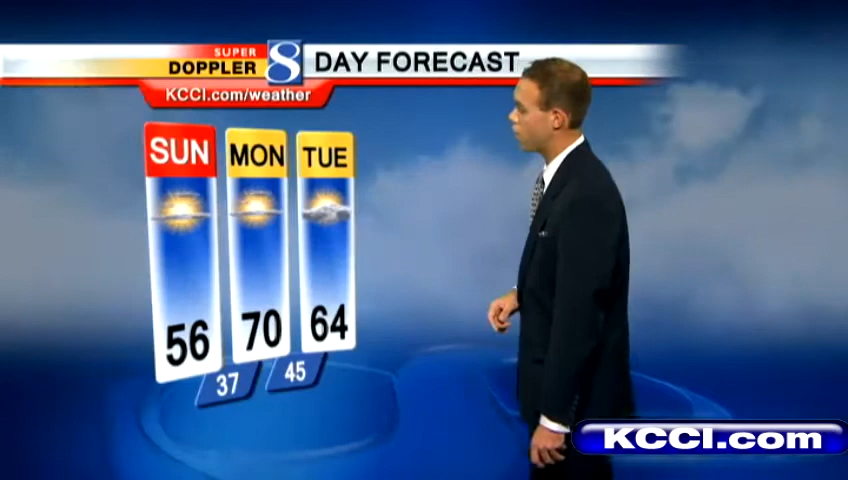 SUPER
DOPPLER 8 DAY FORECAST
KCCI.com/weather
SUN MON TUE
56 70 64
37 45
KCCI.com